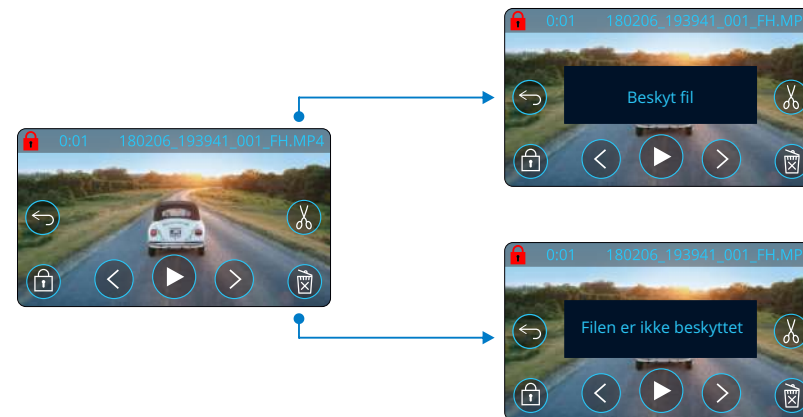 0:01 180206_193941_001_FH.MP4
0:01 180206_193941_001_FH.MP
Beskyt fil
0:01 180206_193941_001_FH.MP
Filen er ikke beskyttet